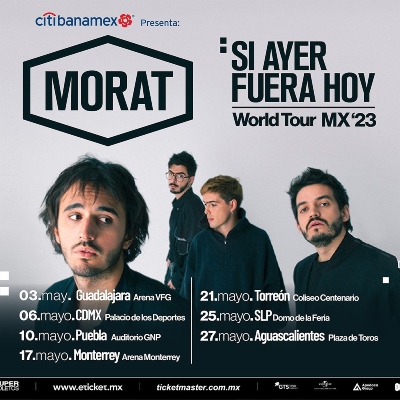 citibanamex Presenta:
MORAT
SI AYER
FUERA HOY
World Tour MX '23
03.may. Guadalajara Arena VFG
06.mayo. CDMX Palacio de los Deportes
10.mayo. Puebla Auditorio GNP
17.mayo. Monterrey Arena Monterrey
21.mayo. Torreón Coliseo Centenario
25.mayo. SLP Domo de la Feria
27.mayo. Aguascalientes Plaza de Toros
www.eticket.mx
ticketmaster.com.mx